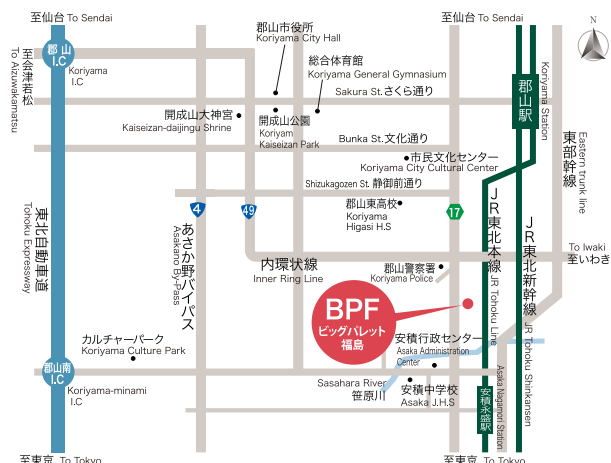 至仙台 To Sendai
郡山市役所
Koriyama City Hall
至仙台 To Sendai
N
郡山
I.C
Koriyama
I.C
至会津若松
To Aizuwakamatsu
総合体育館
Koriyama General Gymnasium
Sakura St.さくら通り
郡山駅
Koriyama Station
開成山大神宮
Kaiseizan-daijingu Shrine
開成山公園
Koriyam
Kaiseizan Park
Bunka St.文化通り
東部幹線
Eastern trunk line
市民文化センター
Koriyama City Cultural Center
Shizukagozen St. 静御前通り
東北自動車道
Tohoku Expressway
4
49
17
郡山東高校
Koriyama
Higasi H.S
あさか野バイパス
Asakano By-Pass
JR東北本線
JR Tohoku Line
JR東北新幹線
JR Tohoku Shinkansen
To Iwaki
至いわき
内環状線
Inner Ring Line
郡山警察署
Koriyama Police
BPF
ビッグパレット
福島
カルチャーパーク
Koriyama Culture Park
安積行政センター
Asaka Administration
Center
郡山南
I.C
Koriyama-minami
I.C
Sasahara River
笹原川
安積中学校
Asaka J.H.S
安積永盛駅
Asaka Nagamori Station
至東京 To Tokyo
至東京 To Tokyo